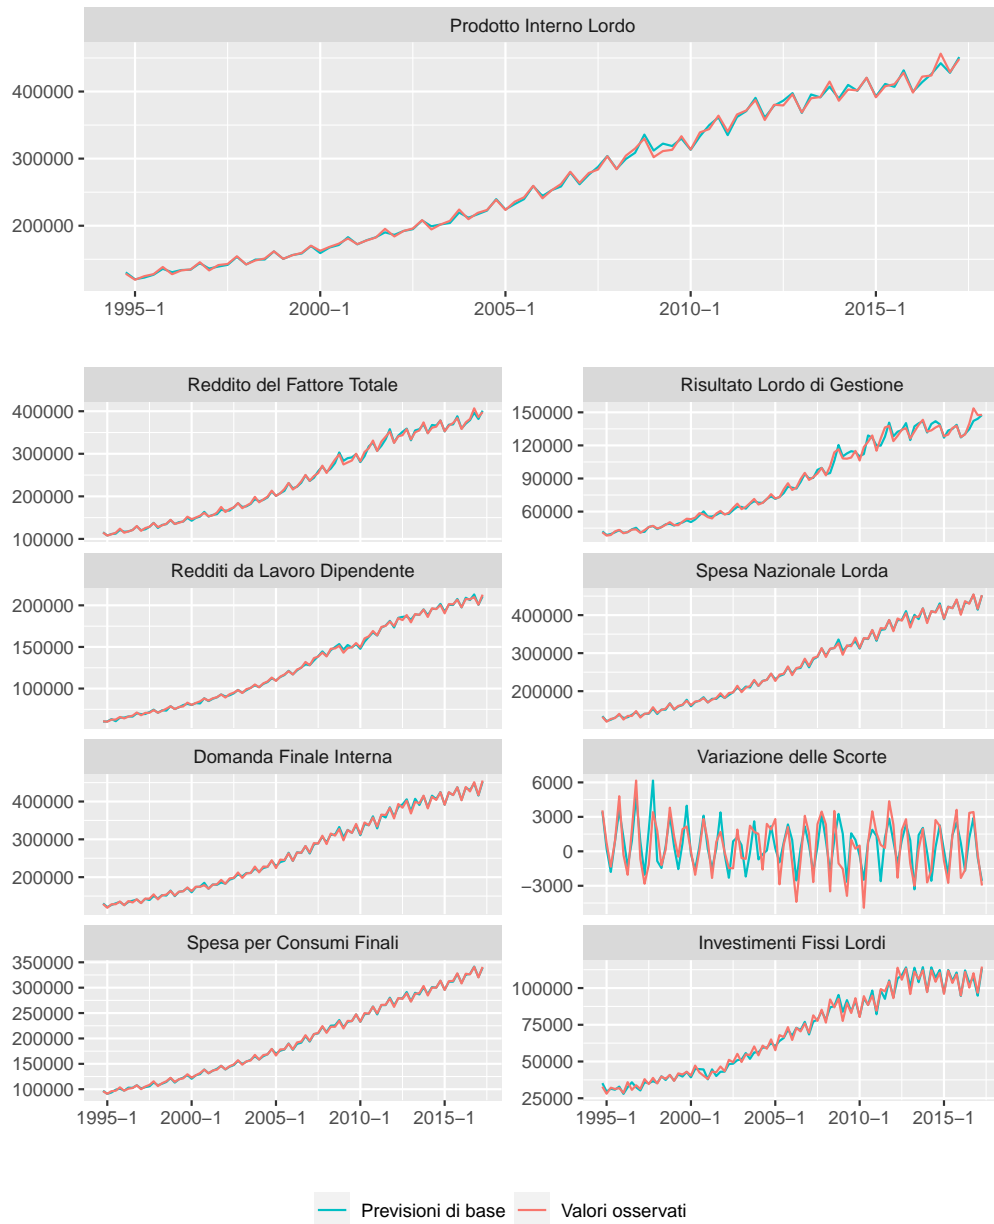 Prodotto Interno Lordo
400000
300000
200000
1995−1 2000−1 2005−1 2010−1 2015−1
Reddito del Fattore Totale
400000
300000
200000
100000
Risultato Lordo di Gestione
150000
120000
90000
60000
Redditi da Lavoro Dipendente
200000
150000
100000
Spesa Nazionale Lorda
400000
300000
200000
Domanda Finale Interna
400000
300000
200000
Variazione delle Scorte
6000
3000
0
−3000
Spesa per Consumi Finali
350000
300000
250000
200000
150000
100000
1995−1 2000−1 2005−1 2010−1 2015−1
Investimenti Fissi Lordi
100000
75000
50000
25000
1995−1 2000−1 2005−1 2010−1 2015−1
Previsioni di base Valori osservati